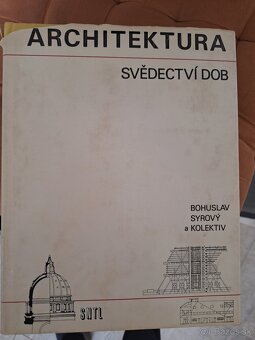 ARCHITEKTURA
SVĚDECTVÍ DOB
BOHUSLAV
SYROVÝ
a KOLEKTIV
SNTL